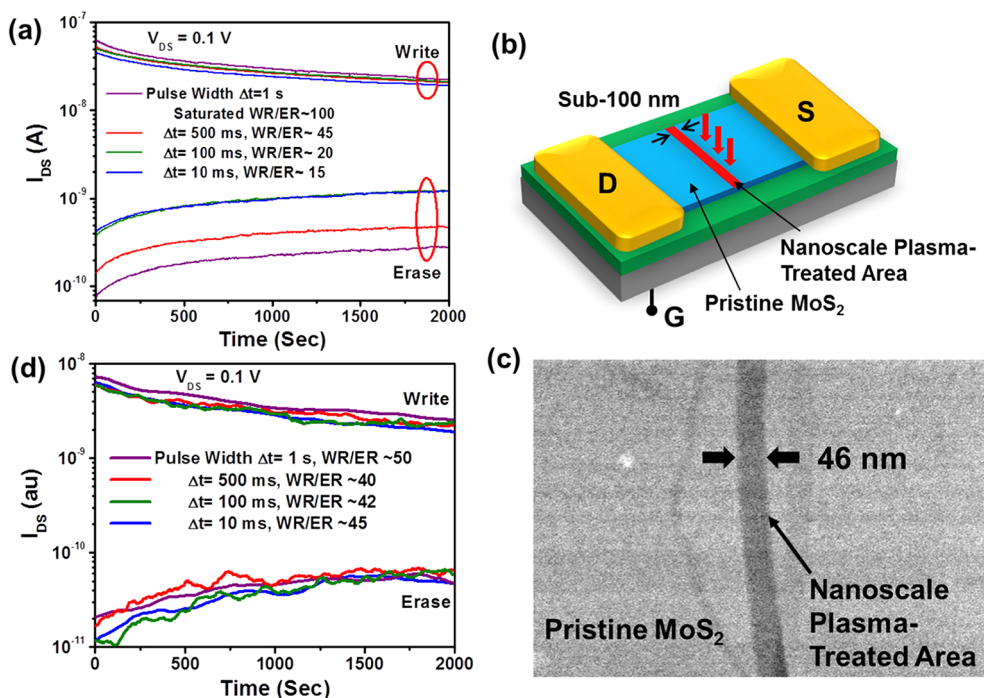 (a)
I_DS (A)
10⁻⁷
10⁻⁸
10⁻⁹
10⁻¹⁰
V_DS = 0.1 V
Write
Pulse Width Δt=1 s
Saturated WR/ER~100
Δt= 500 ms, WR/ER~ 45
Δt= 100 ms, WR/ER~ 20
Δt= 10 ms, WR/ER~ 15
Erase
0 500 1000 1500 2000
Time (Sec)
(b)
Sub-100 nm
S
D
Nanoscale Plasma-
Treated Area
Pristine MoS₂
G
(d)
I_DS (au)
10⁻⁸
10⁻⁹
10⁻¹⁰
10⁻¹¹
V_DS = 0.1 V
Write
Pulse Width Δt= 1 s, WR/ER ~50
Δt= 500 ms, WR/ER ~40
Δt= 100 ms, WR/ER ~42
Δt= 10 ms, WR/ER ~45
Erase
0 500 1000 1500 2000
Time (Sec)
(c)
46 nm
Nanoscale
Plasma-
Treated Area
Pristine MoS₂